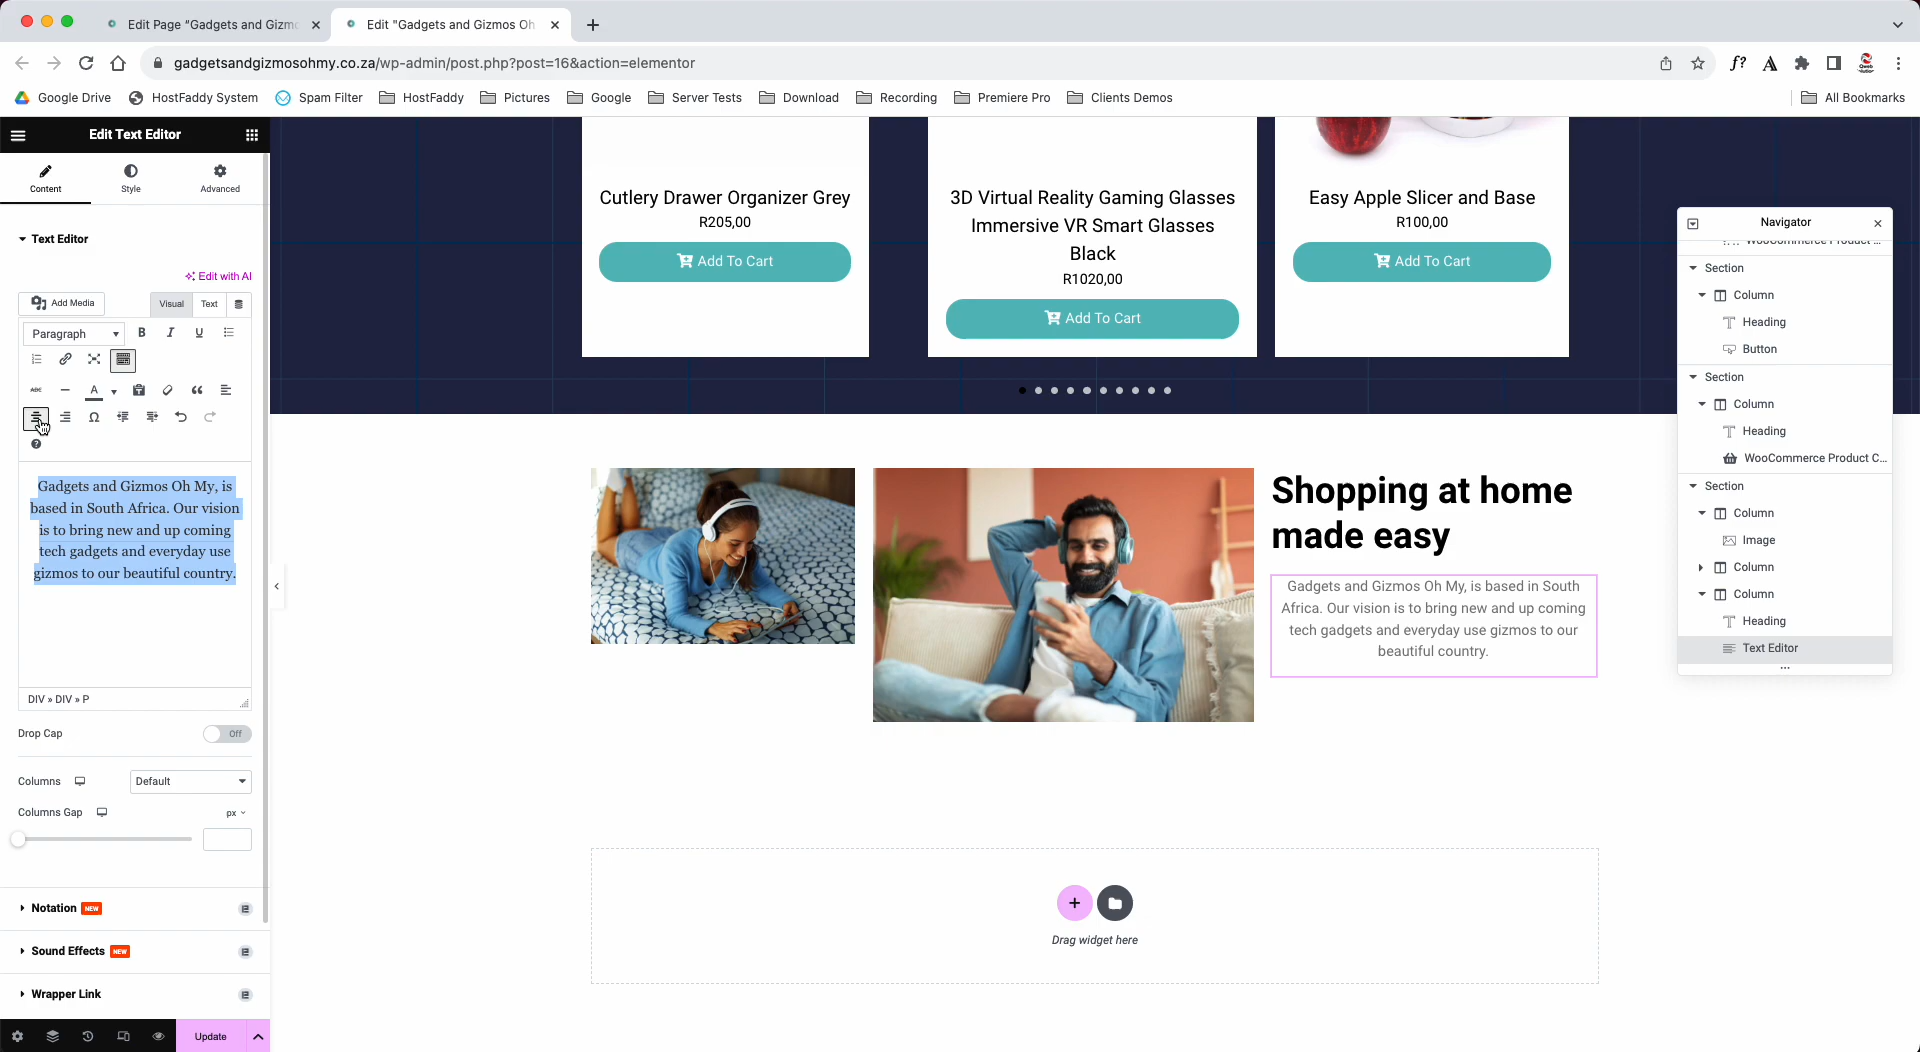 Edit Page "Gadgets and Gizmo
Edit "Gadgets and Gizmos Oh
gadgetsandgizmosohmy.co.za/wp-admin/post.php?post=16&action=elementor
f?
Google Drive
HostFaddy System
Spam Filter
HostFaddy
Pictures
Google
Server Tests
Download
Recording
Premiere Pro
Clients Demos
All Bookmarks
Edit Text Editor
Content
Style
Advanced
Text Editor
Edit with AI
Add Media
Visual
Text
Paragraph
B I U
ABC
A
Ω
Gadgets and Gizmos Oh My, is
based in South Africa. Our vision
is to bring new and up coming
tech gadgets and everyday use
gizmos to our beautiful country.
DIV » DIV » P
Drop Cap
Off
Columns
Default
Columns Gap
px
Notation NEW
Sound Effects NEW
Wrapper Link
Update
Cutlery Drawer Organizer Grey
R205,00
Add To Cart
3D Virtual Reality Gaming Glasses
Immersive VR Smart Glasses
Black
R1020,00
Add To Cart
Easy Apple Slicer and Base
R100,00
Add To Cart
Shopping at home
made easy
Gadgets and Gizmos Oh My, is based in South
Africa. Our vision is to bring new and up coming
tech gadgets and everyday use gizmos to our
beautiful country.
Drag widget here
Navigator
WooCommerce Product ...
Section
Column
Heading
Button
Section
Column
Heading
WooCommerce Product C...
Section
Column
Image
Column
Column
Heading
Text Editor